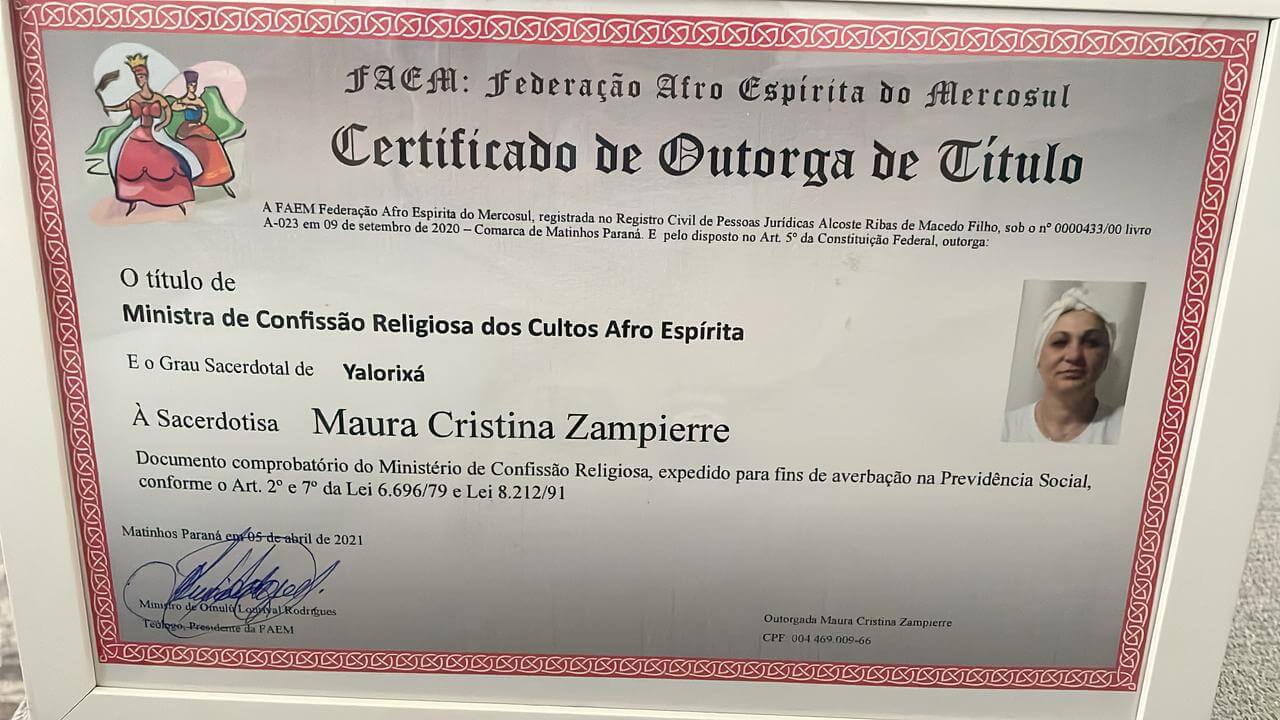 FAEM: Federação Afro Espírita do Mercosul
Certificado de Outorga de Título
A FAEM Federação Afro Espirita do Mercosul, registrada no Registro Civil de Pessoas Jurídicas Alcoste Ribas de Macedo Filho, sob o nº 0000433/00 livro
A-023 em 09 de setembro de 2020 – Comarca de Matinhos Paraná. E pelo disposto no Art. 5º da Constituição Federal, outorga:
O título de
Ministra de Confissão Religiosa dos Cultos Afro Espírita
E o Grau Sacerdotal de Yalorixá
À Sacerdotisa Maura Cristina Zampierre
Documento comprobatório do Ministério de Confissão Religiosa, expedido para fins de averbação na Previdência Social,
conforme o Art. 2º e 7º da Lei 6.696/79 e Lei 8.212/91
Matinhos Paraná em 05 de abril de 2021
Ministro de Omulú Lourival Rodrigues
Teólogo, Presidente da FAEM
Outorgada Maura Cristina Zampierre
CPF 004.469.009-66